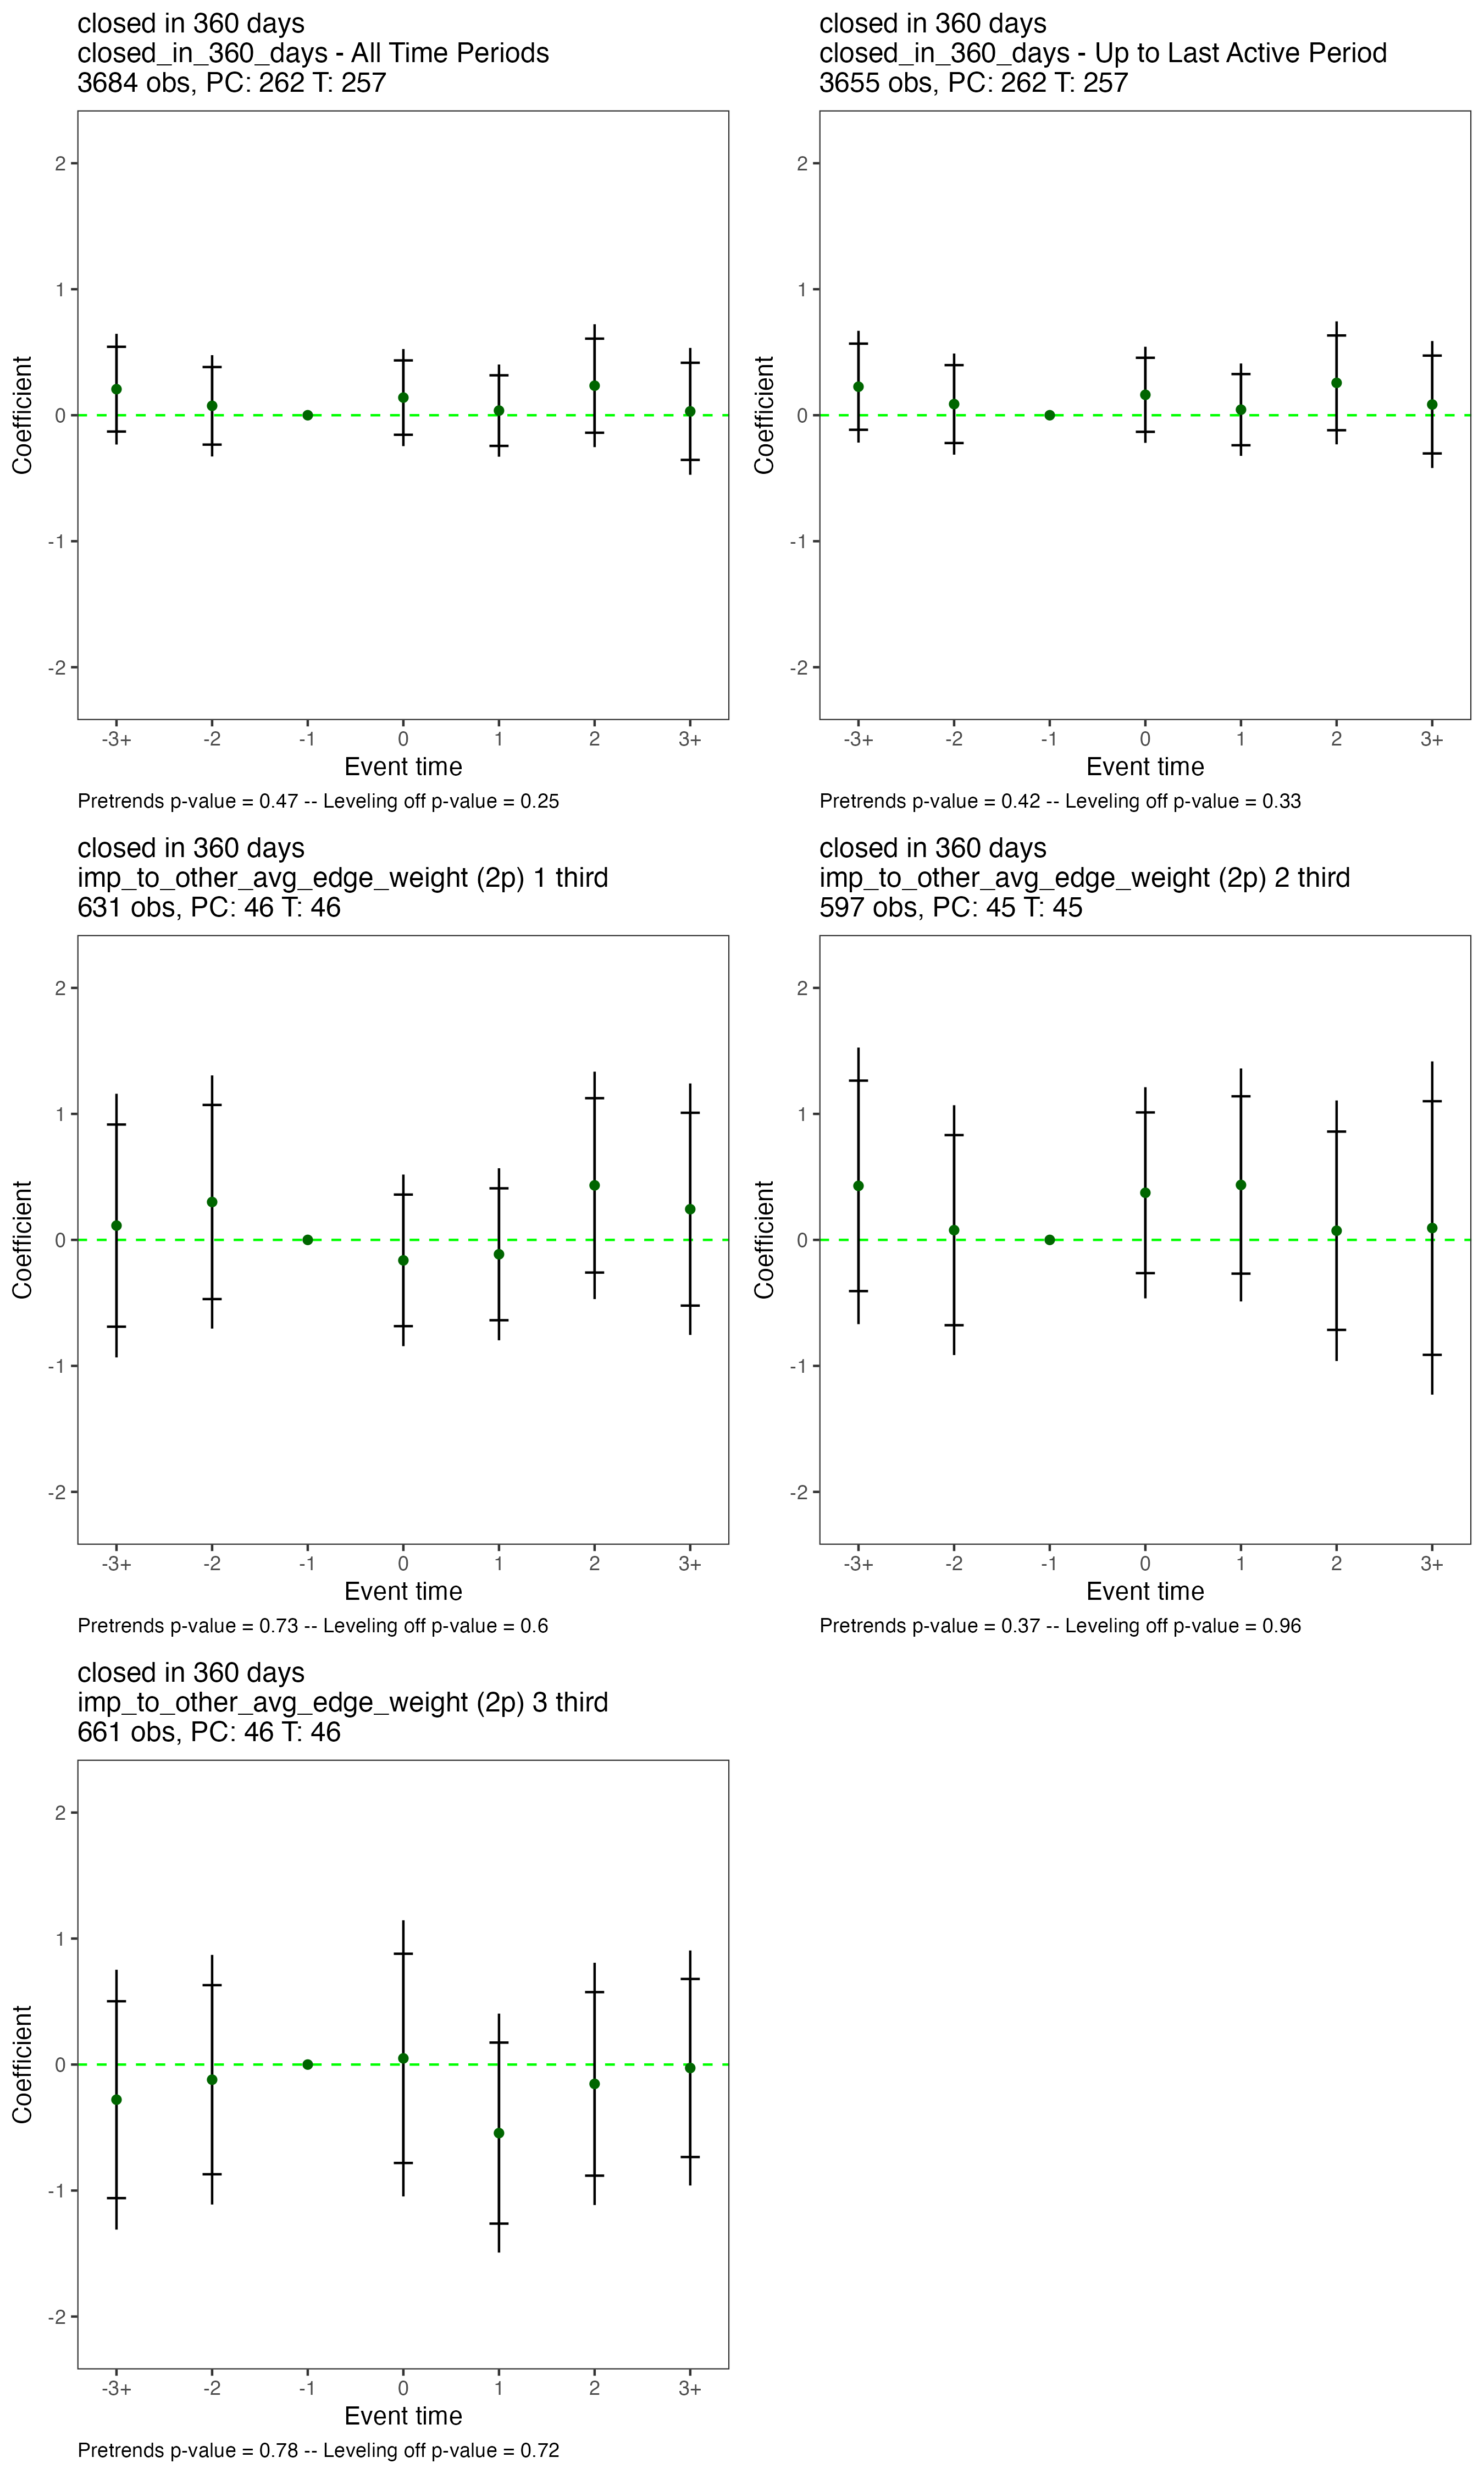 closed in 360 days
closed_in_360_days - All Time Periods
3684 obs, PC: 262 T: 257
2
1
0
-1
-2
Coefficient
-3+ -2 -1 0 1 2 3+
Event time
Pretrends p-value = 0.47 -- Leveling off p-value = 0.25
closed in 360 days
closed_in_360_days - Up to Last Active Period
3655 obs, PC: 262 T: 257
2
1
0
-1
-2
Coefficient
-3+ -2 -1 0 1 2 3+
Event time
Pretrends p-value = 0.42 -- Leveling off p-value = 0.33
closed in 360 days
imp_to_other_avg_edge_weight (2p) 1 third
631 obs, PC: 46 T: 46
2
1
0
-1
-2
Coefficient
-3+ -2 -1 0 1 2 3+
Event time
Pretrends p-value = 0.73 -- Leveling off p-value = 0.6
closed in 360 days
imp_to_other_avg_edge_weight (2p) 2 third
597 obs, PC: 45 T: 45
2
1
0
-1
-2
Coefficient
-3+ -2 -1 0 1 2 3+
Event time
Pretrends p-value = 0.37 -- Leveling off p-value = 0.96
closed in 360 days
imp_to_other_avg_edge_weight (2p) 3 third
661 obs, PC: 46 T: 46
2
1
0
-1
-2
Coefficient
-3+ -2 -1 0 1 2 3+
Event time
Pretrends p-value = 0.78 -- Leveling off p-value = 0.72